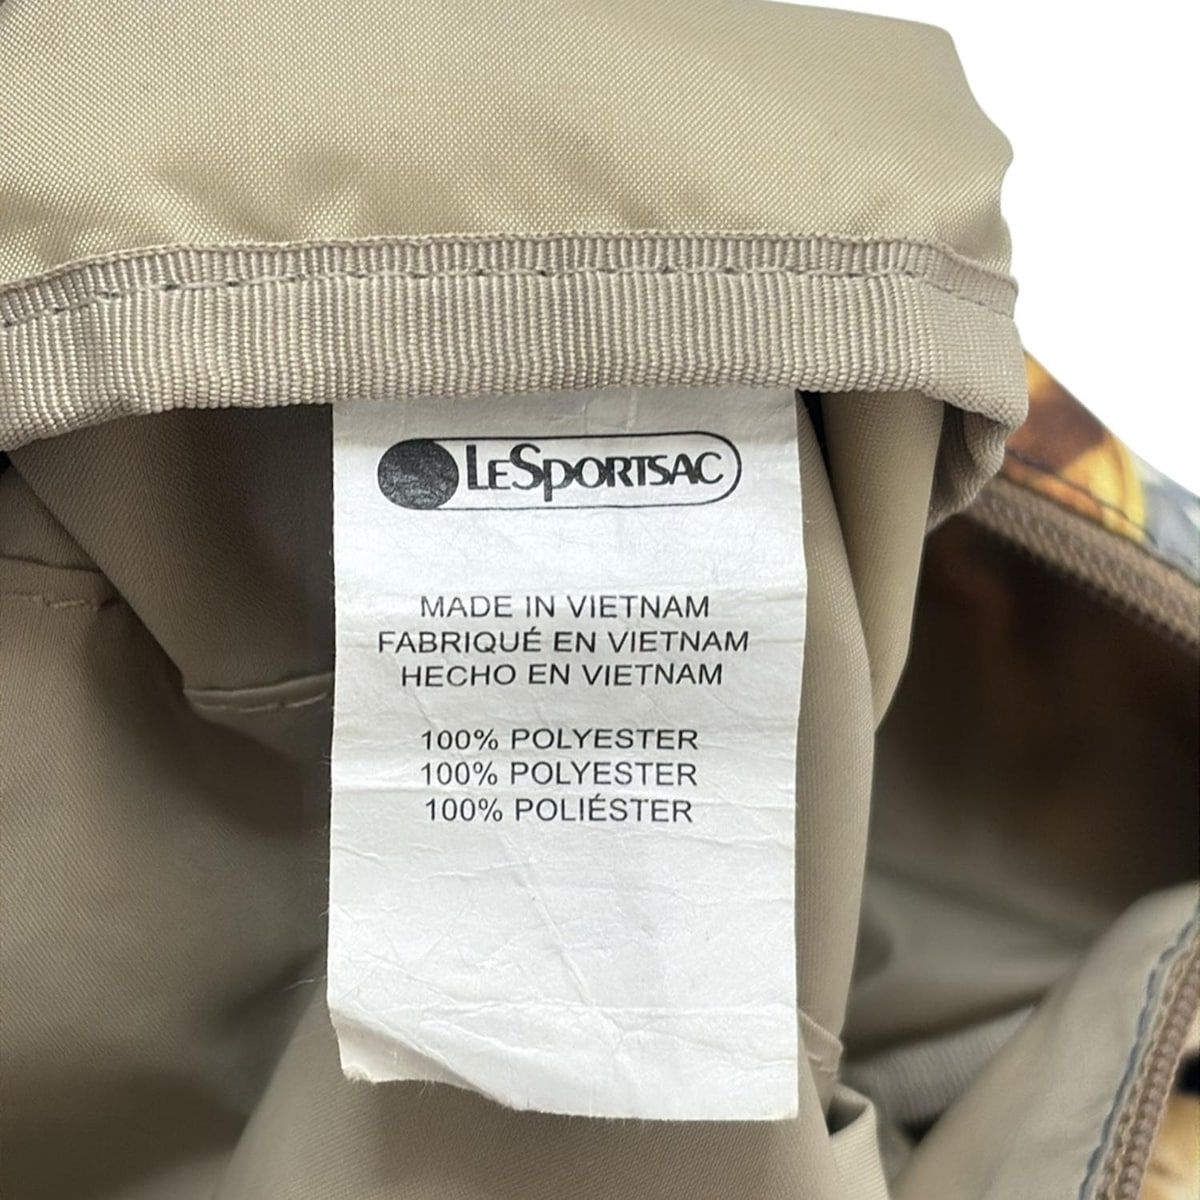 LESPORTSAC
MADE IN VIETNAM
FABRIQUÉ EN VIETNAM
HECHO EN VIETNAM
100% POLYESTER
100% POLYESTER
100% POLIÉSTER